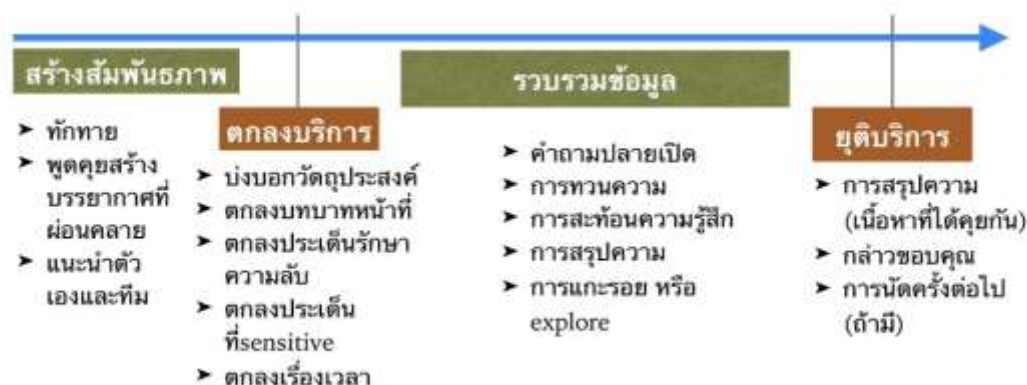 สร้างสัมพันธภาพ
➤ ทักทาย
➤ พูดคุยสร้าง
บรรยากาศที่
ผ่อนคลาย
➤ แนะนำตัว
เองและทีม
ตกลงบริการ
➤ บ่งบอกวัตถุประสงค์
➤ ตกลงบทบาทหน้าที่
➤ ตกลงประเด็นรักษา
ความลับ
➤ ตกลงประเด็น
ที่sensitive
➤ ตกลงเรื่องเวลา
รวบรวมข้อมูล
➤ คำถามปลายเปิด
➤ การทวนความ
➤ การสะท้อนความรู้สึก
➤ การสรุปความ
➤ การแกะรอย หรือ
explore
ยุติบริการ
➤ การสรุปความ
(เนื้อหาที่ได้คุยกัน)
➤ กล่าวขอบคุณ
➤ การนัดครั้งต่อไป
(ถ้ามี)